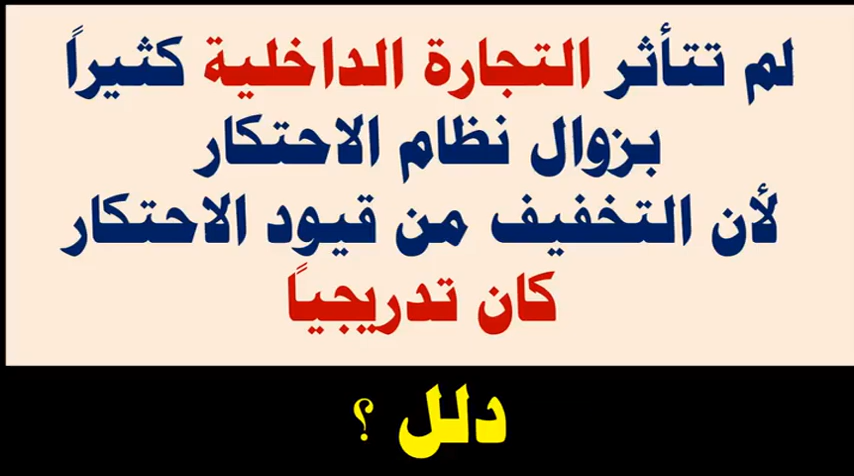 لم تتأثر التجارة الداخلية كثيراً
بزوال نظام الاحتكار
لأن التخفيف من قيود الاحتكار
كان تدريجياً
دلل ؟